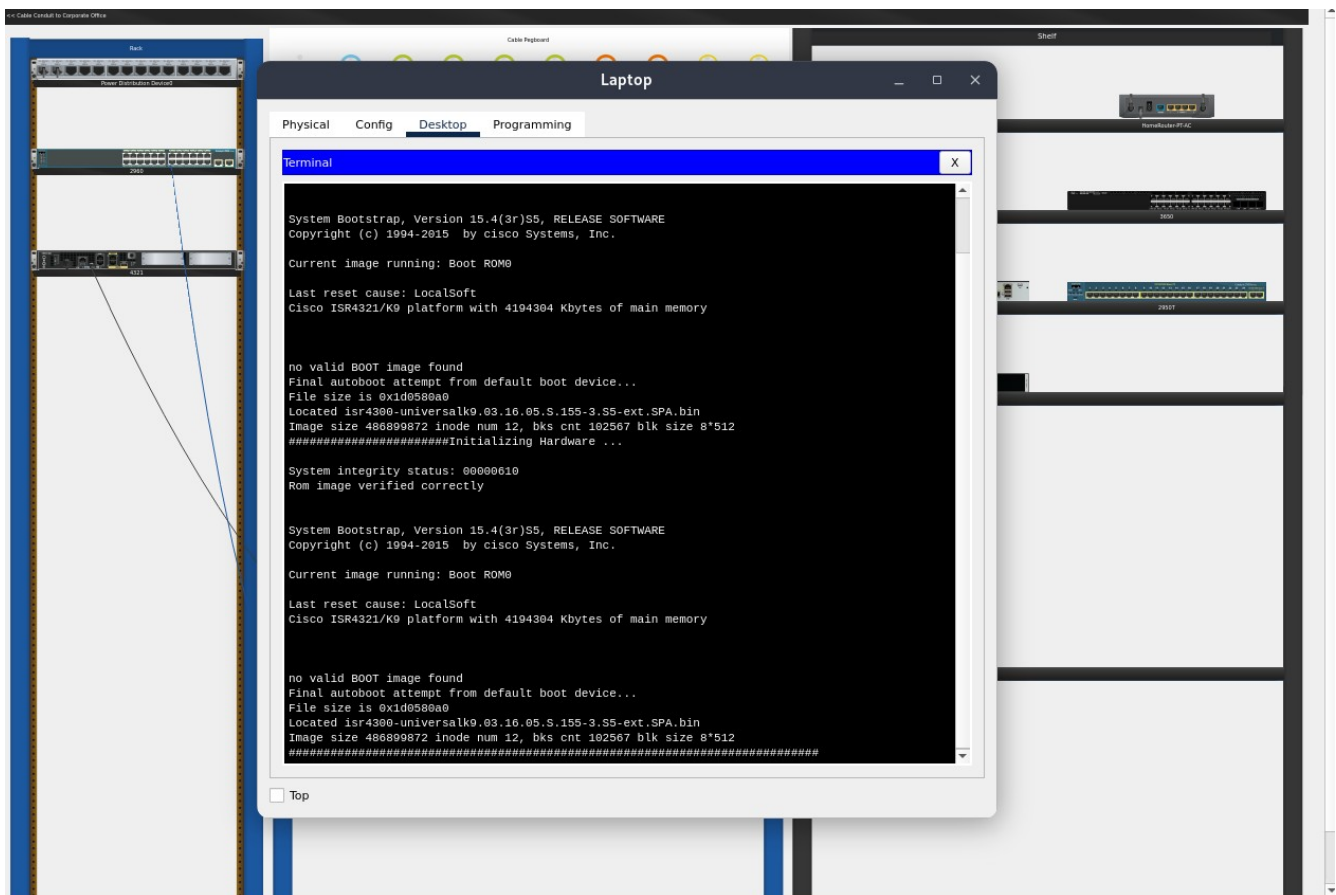 << Cable Conduit to Corporate Office
Rack
Cable Pegboard
Shelf
Power Distribution Device0
2960
4321
HomeRouter-PT-AC
3650
2950T
Laptop
Physical Config Desktop Programming
Terminal
X
System Bootstrap, Version 15.4(3r)S5, RELEASE SOFTWARE
Copyright (c) 1994-2015 by cisco Systems, Inc.
Current image running: Boot ROM0
Last reset cause: LocalSoft
Cisco ISR4321/K9 platform with 4194304 Kbytes of main memory
no valid BOOT image found
Final autoboot attempt from default boot device...
File size is 0x1d0580a0
Located isr4300-universalk9.03.16.05.S.155-3.S5-ext.SPA.bin
Image size 486899872 inode num 12, bks cnt 102567 blk size 8*512
#######################Initializing Hardware ...
System integrity status: 00000610
Rom image verified correctly
System Bootstrap, Version 15.4(3r)S5, RELEASE SOFTWARE
Copyright (c) 1994-2015 by cisco Systems, Inc.
Current image running: Boot ROM0
Last reset cause: LocalSoft
Cisco ISR4321/K9 platform with 4194304 Kbytes of main memory
no valid BOOT image found
Final autoboot attempt from default boot device...
File size is 0x1d0580a0
Located isr4300-universalk9.03.16.05.S.155-3.S5-ext.SPA.bin
Image size 486899872 inode num 12, bks cnt 102567 blk size 8*512
############################################################################
Top